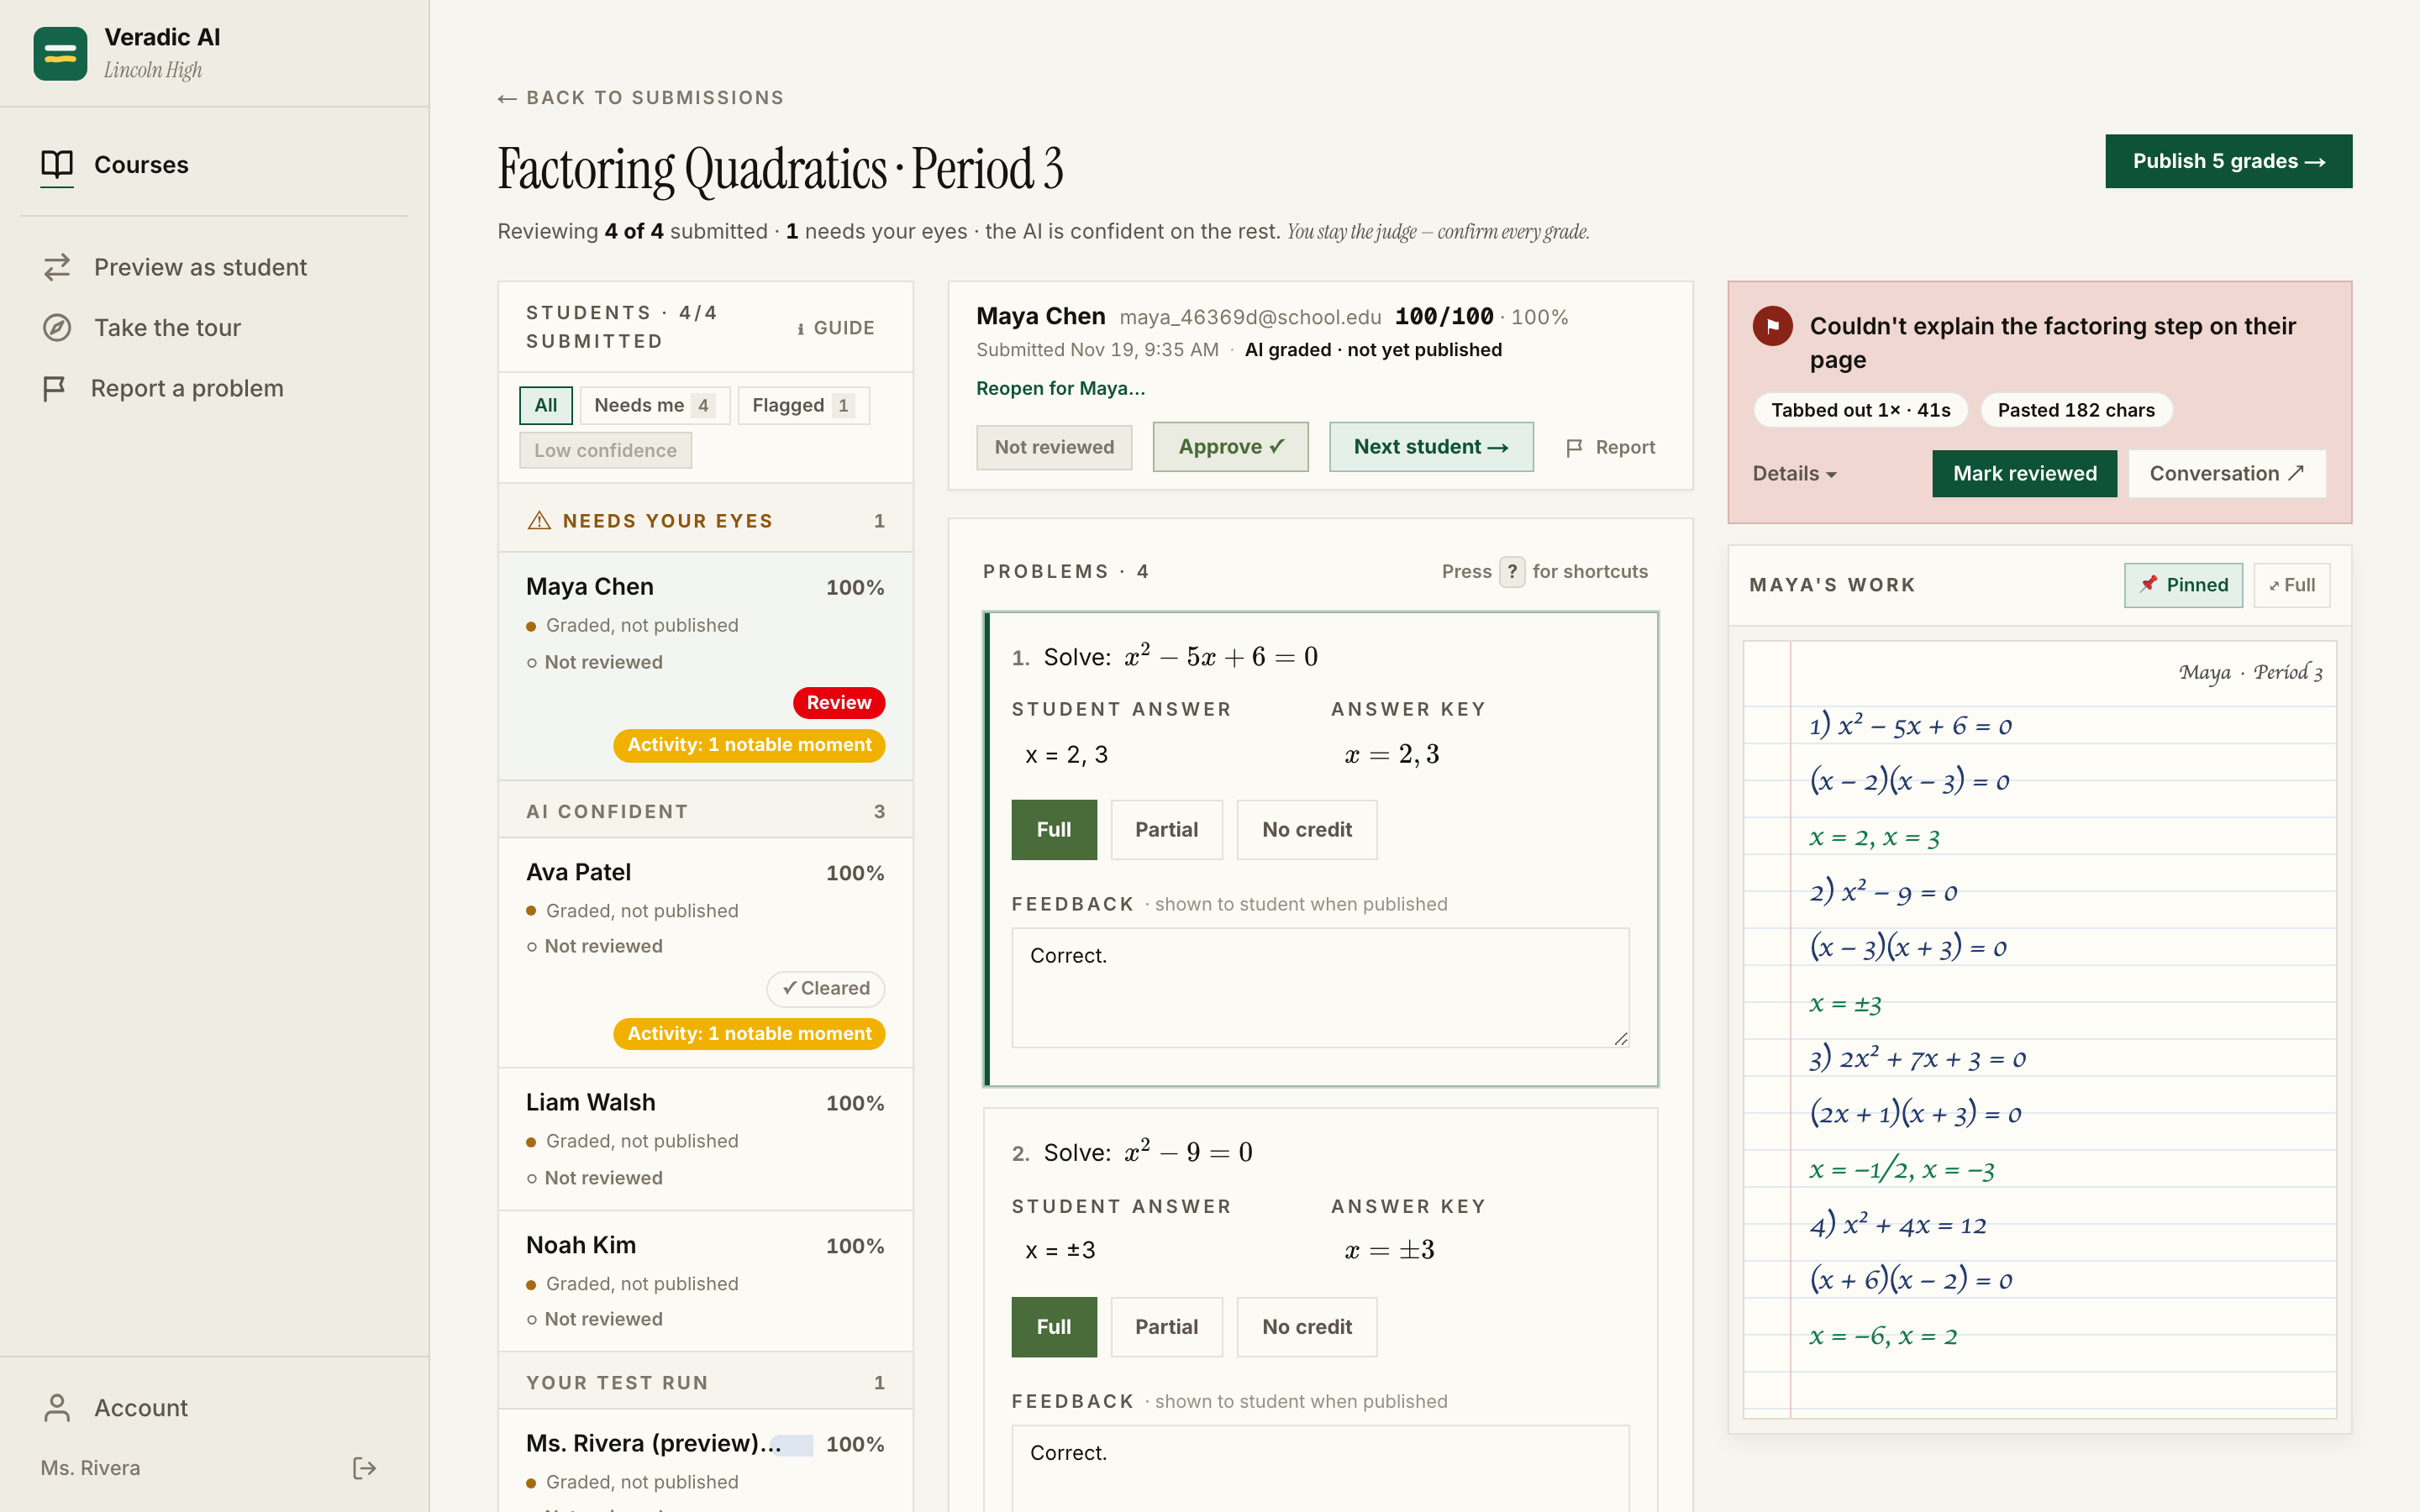 Veradic AI
Lincoln High
Courses
Preview as student
Take the tour
Report a problem
Account
Ms. Rivera
← BACK TO SUBMISSIONS
Factoring Quadratics · Period 3
Publish 5 grades →
Reviewing 4 of 4 submitted · 1 needs your eyes · the AI is confident on the rest. You stay the judge — confirm every grade.
STUDENTS · 4/4
SUBMITTED
ℹ GUIDE
All
Needs me 4
Flagged 1
Low confidence
⚠ NEEDS YOUR EYES 1
Maya Chen 100%
Graded, not published
Not reviewed
Review
Activity: 1 notable moment
AI CONFIDENT 3
Ava Patel 100%
Graded, not published
Not reviewed
✓ Cleared
Activity: 1 notable moment
Liam Walsh 100%
Graded, not published
Not reviewed
Noah Kim 100%
Graded, not published
Not reviewed
YOUR TEST RUN 1
Ms. Rivera (preview)... 100%
Graded, not published
Maya Chen maya_46369d@school.edu 100/100 · 100%
Submitted Nov 19, 9:35 AM · AI graded · not yet published
Reopen for Maya...
Not reviewed
Approve ✓
Next student →
Report
PROBLEMS · 4
Press ? for shortcuts
1. Solve: x² − 5x + 6 = 0
STUDENT ANSWER ANSWER KEY
x = 2, 3 x = 2, 3
Full Partial No credit
FEEDBACK · shown to student when published
Correct.
2. Solve: x² − 9 = 0
STUDENT ANSWER ANSWER KEY
x = ±3 x = ±3
Full Partial No credit
FEEDBACK · shown to student when published
Correct.
Couldn't explain the factoring step on their
page
Tabbed out 1× · 41s
Pasted 182 chars
Details ▾
Mark reviewed
Conversation ↗
MAYA'S WORK
📌 Pinned
⤢ Full
Maya · Period 3
1) x² − 5x + 6 = 0
(x − 2)(x − 3) = 0
x = 2, x = 3
2) x² − 9 = 0
(x − 3)(x + 3) = 0
x = ±3
3) 2x² + 7x + 3 = 0
(2x + 1)(x + 3) = 0
x = −1/2, x = −3
4) x² + 4x = 12
(x + 6)(x − 2) = 0
x = −6, x = 2